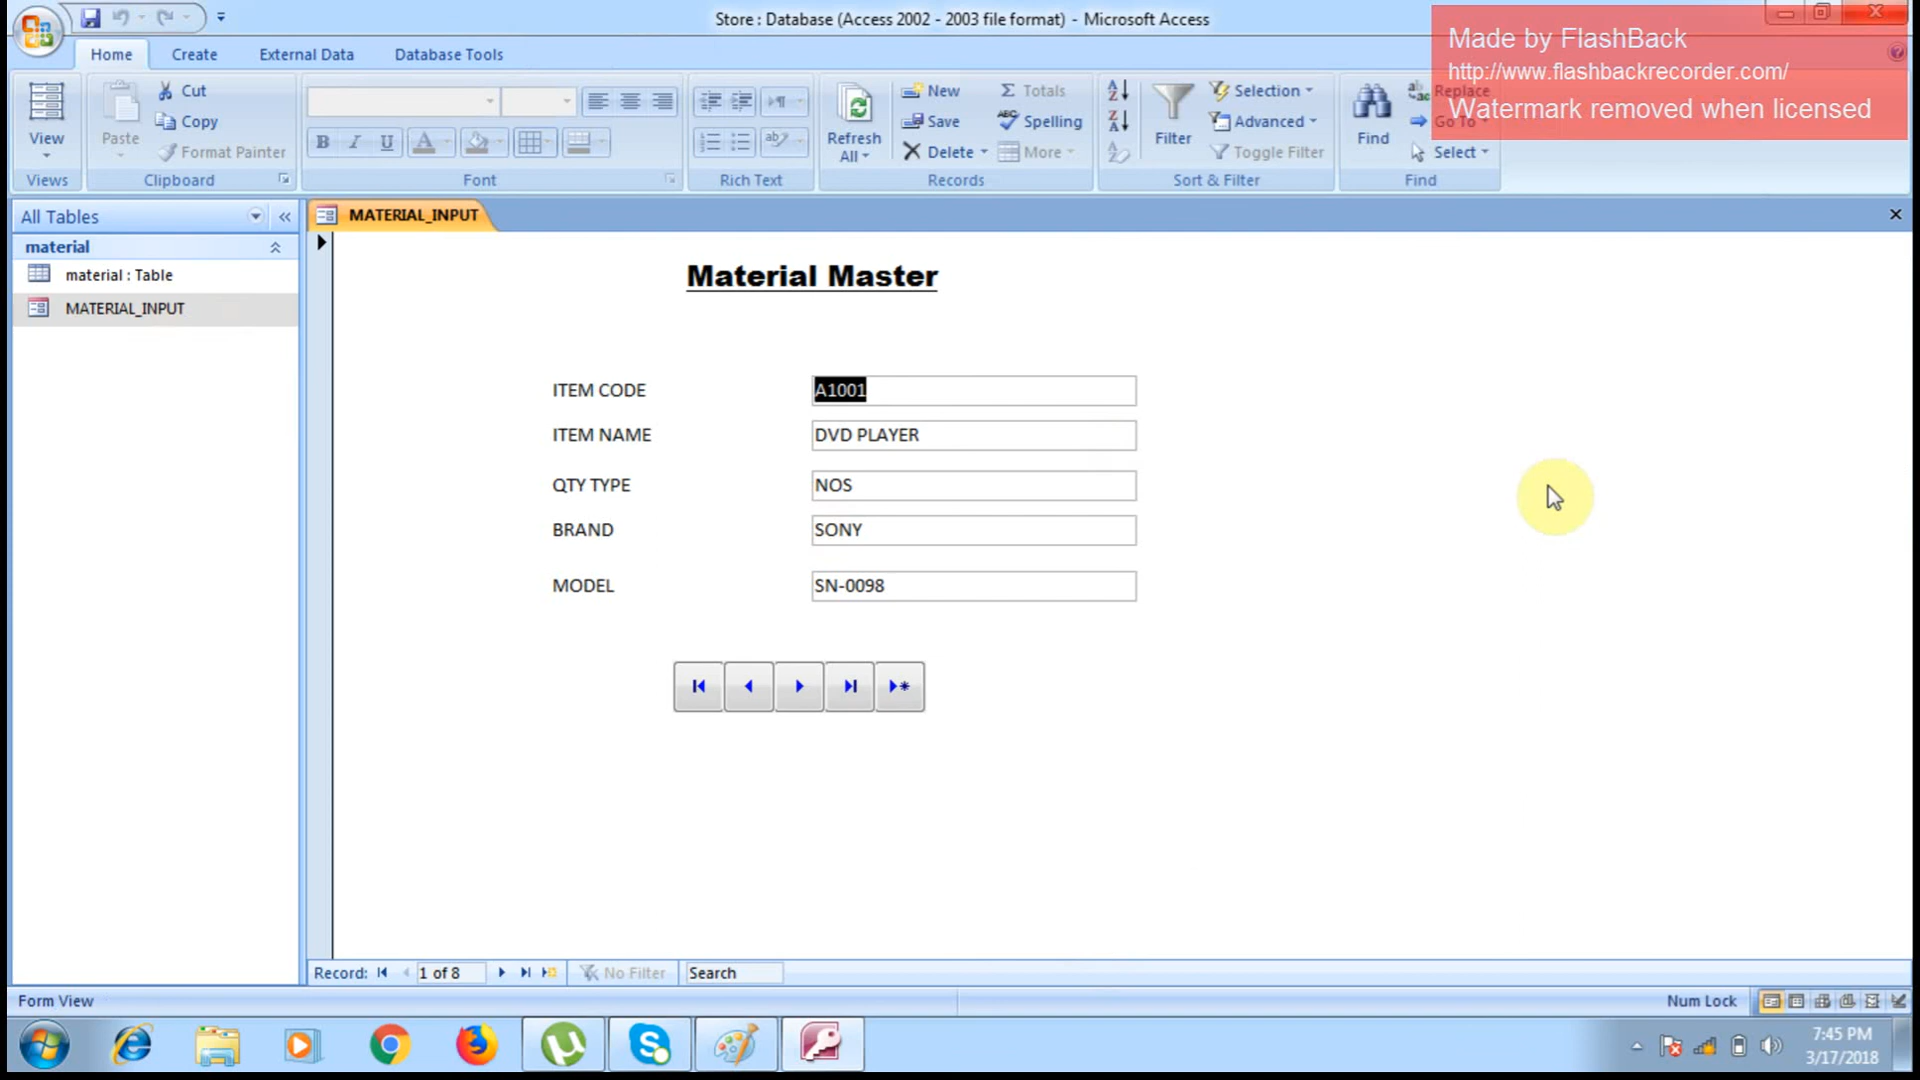 Store : Database (Access 2002 - 2003 file format) - Microsoft Access
Made by FlashBack
http://www.flashbackrecorder.com/
Watermark removed when licensed
Home Create External Data Database Tools
View
Views
Paste
Cut
Copy
Format Painter
Clipboard
B I U A
Font
Rich Text
Refresh
All
New
Save
Delete
Totals
Spelling
More
Records
Filter
Selection
Advanced
Toggle Filter
Sort & Filter
Find
Replace
Go To
Select
Find
All Tables
material
material : Table
MATERIAL_INPUT
MATERIAL_INPUT
Material Master
ITEM CODE A1001
ITEM NAME DVD PLAYER
QTY TYPE NOS
BRAND SONY
MODEL SN-0098
Record: 1 of 8 No Filter Search
Form View Num Lock
7:45 PM
3/17/2018